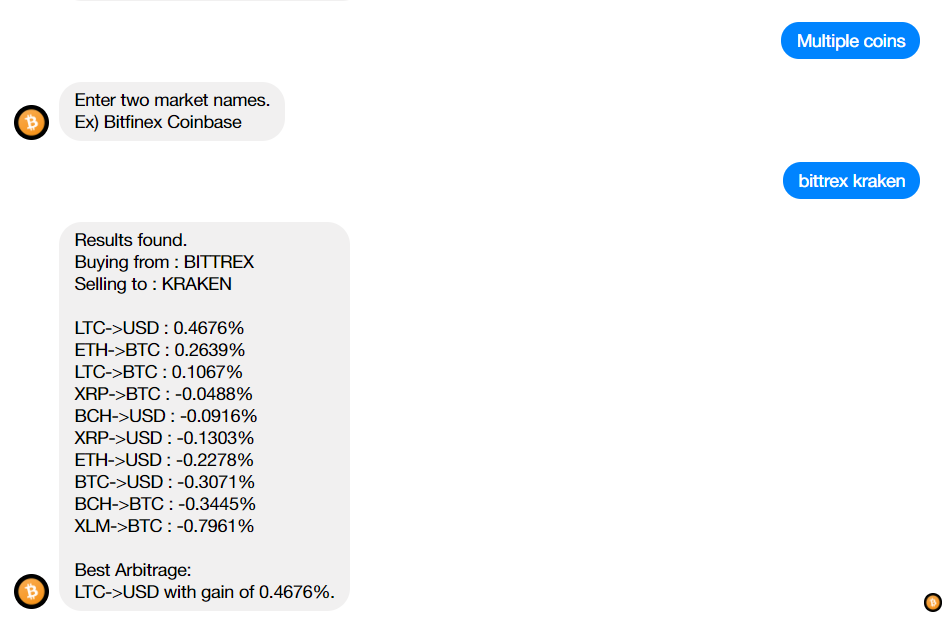 Multiple coins
Enter two market names.
Ex) Bitfinex Coinbase
bittrex kraken
Results found.
Buying from : BITTREX
Selling to : KRAKEN
LTC->USD : 0.4676%
ETH->BTC : 0.2639%
LTC->BTC : 0.1067%
XRP->BTC : -0.0488%
BCH->USD : -0.0916%
XRP->USD : -0.1303%
ETH->USD : -0.2278%
BTC->USD : -0.3071%
BCH->BTC : -0.3445%
XLM->BTC : -0.7961%
Best Arbitrage:
LTC->USD with gain of 0.4676%.